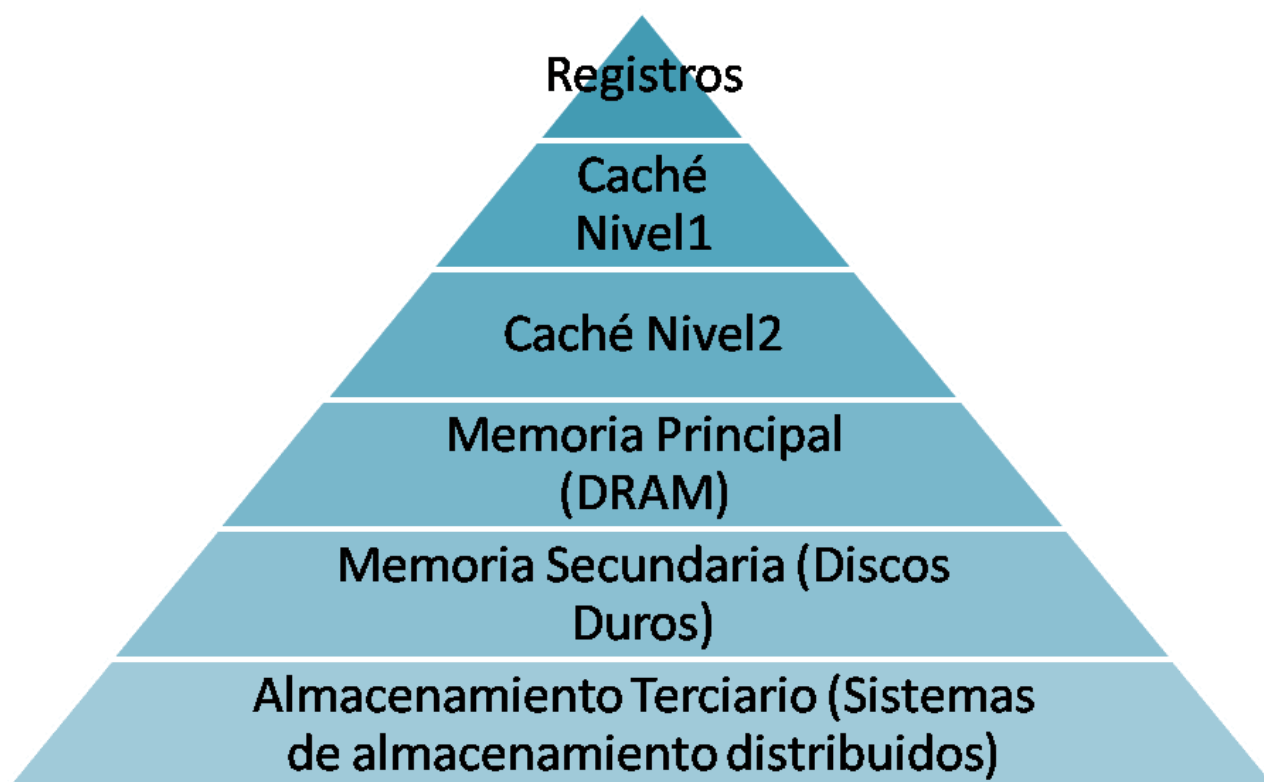 Registros
Caché
Nivel1
Caché Nivel2
Memoria Principal
(DRAM)
Memoria Secundaria (Discos
Duros)
Almacenamiento Terciario (Sistemas
de almacenamiento distribuidos)